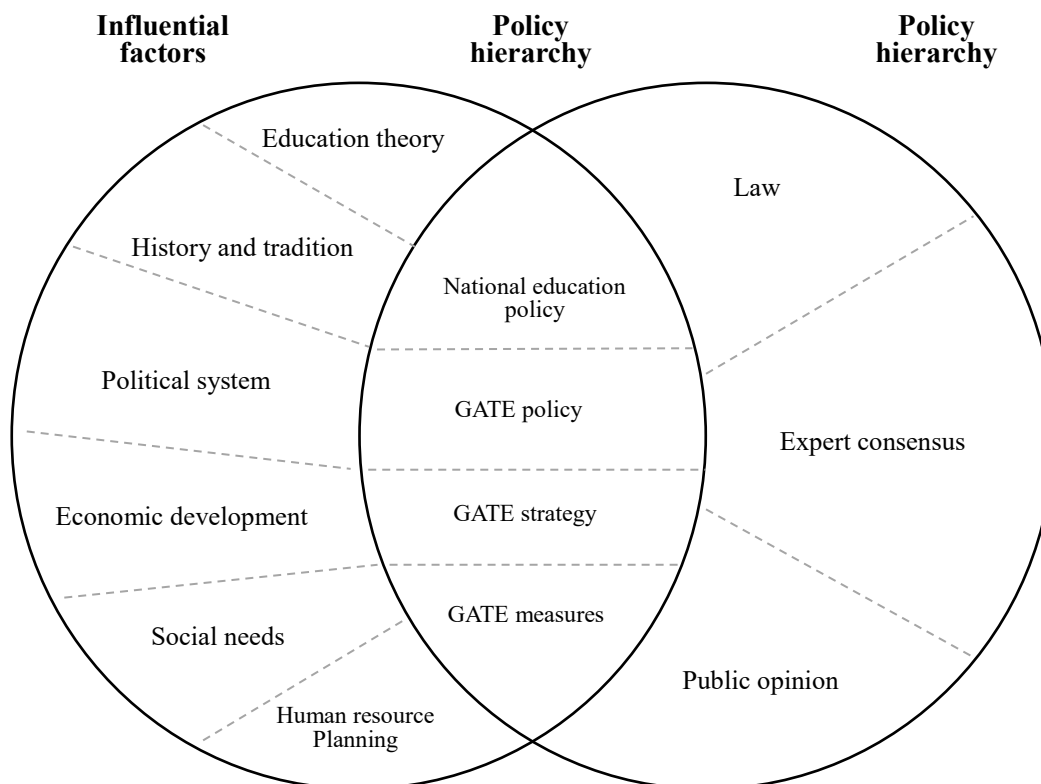 Influential
factors
Policy
hierarchy
Policy
hierarchy
Education theory
History and tradition
Political system
Economic development
Social needs
Human resource
Planning
National education
policy
GATE policy
GATE strategy
GATE measures
Law
Expert consensus
Public opinion